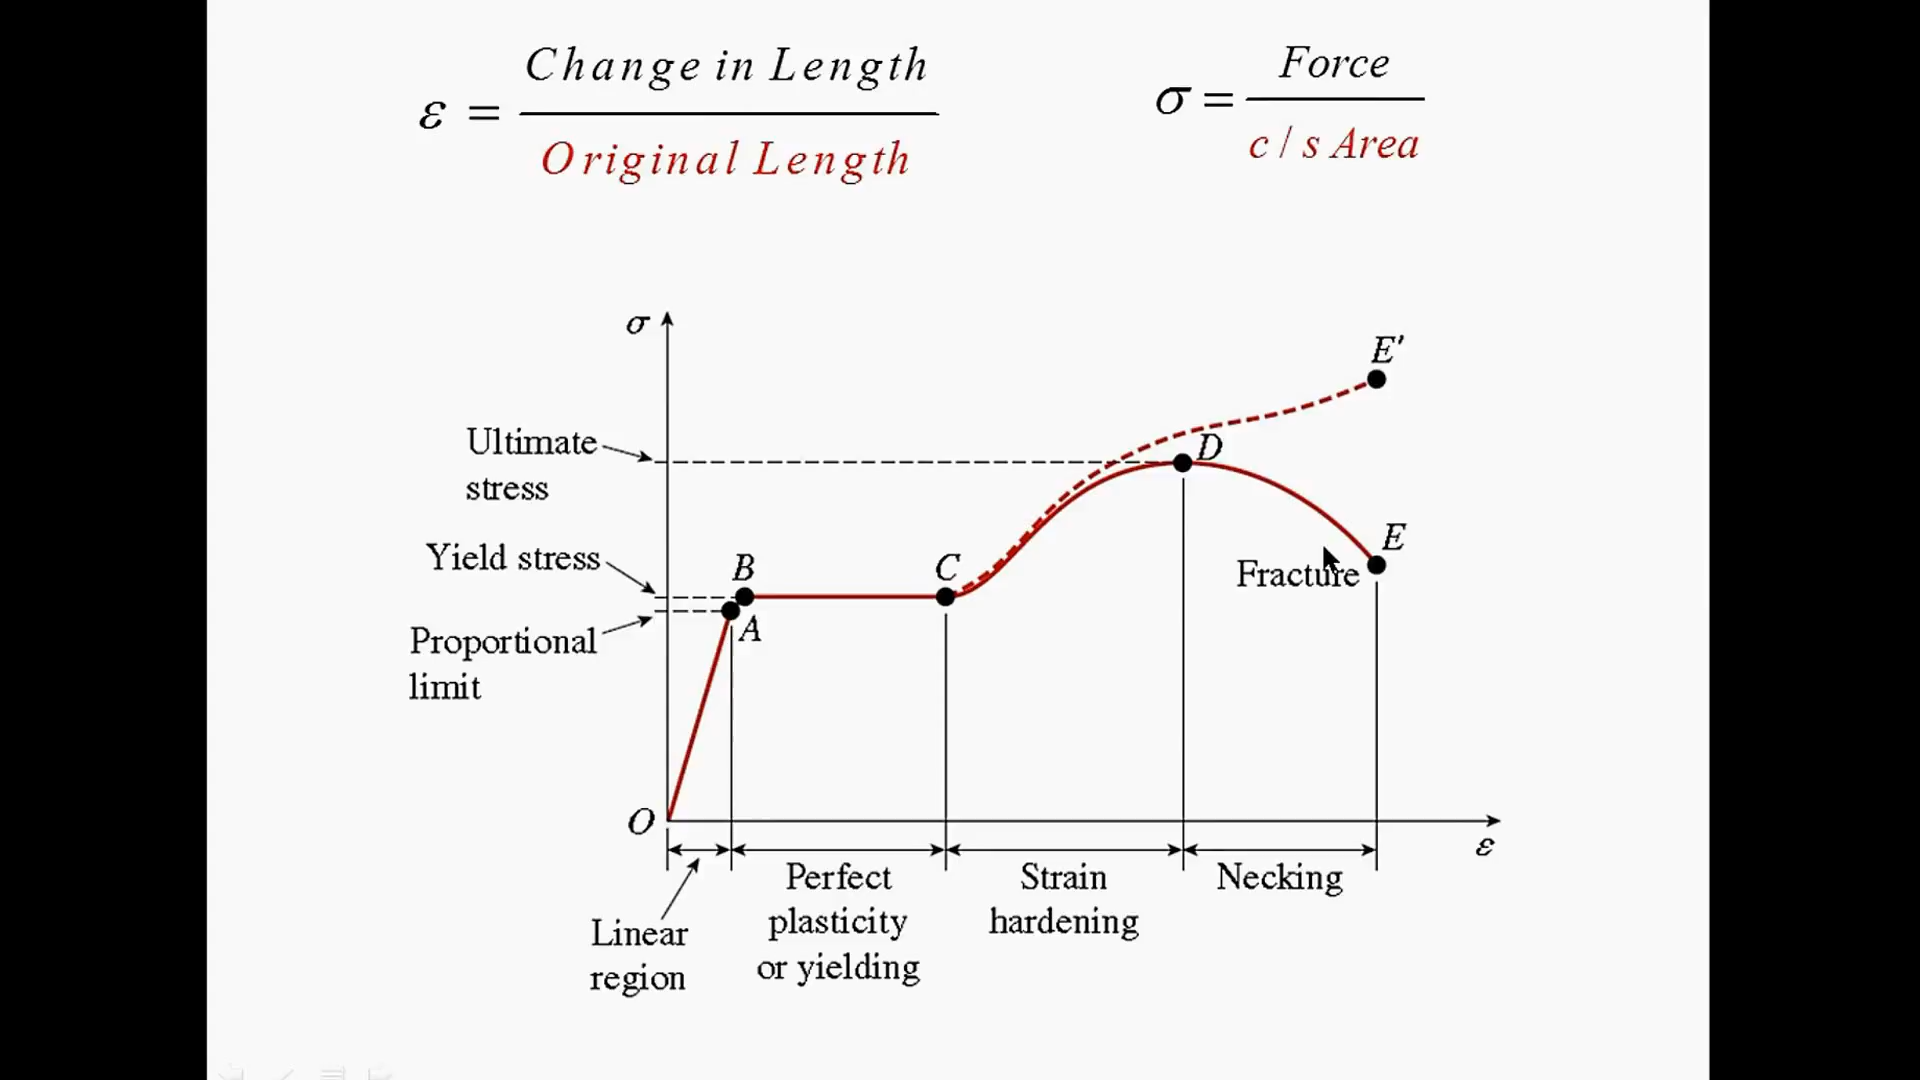 ε = Change in Length / Original Length
σ = Force / c / s Area
σ
E'
Ultimate
stress
D
Yield stress
B
C
E
Fracture
A
Proportional
limit
O
ε
Linear
region
Perfect
plasticity
or yielding
Strain
hardening
Necking